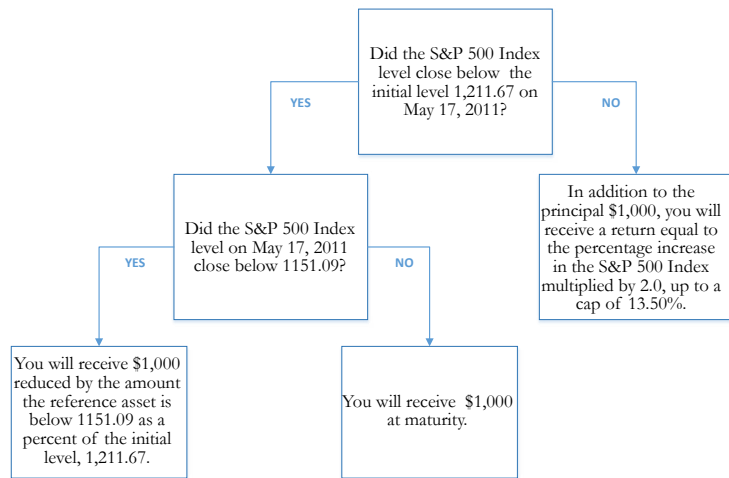 Did the S&P 500 Index
level close below the
initial level 1,211.67 on
May 17, 2011?
YES
NO
Did the S&P 500 Index
level on May 17, 2011
close below 1151.09?
In addition to the
principal $1,000, you will
receive a return equal to
the percentage increase
in the S&P 500 Index
multiplied by 2.0, up to a
cap of 13.50%.
YES
NO
You will receive $1,000
reduced by the amount
the reference asset is
below 1151.09 as a
percent of the initial
level, 1,211.67.
You will receive $1,000
at maturity.